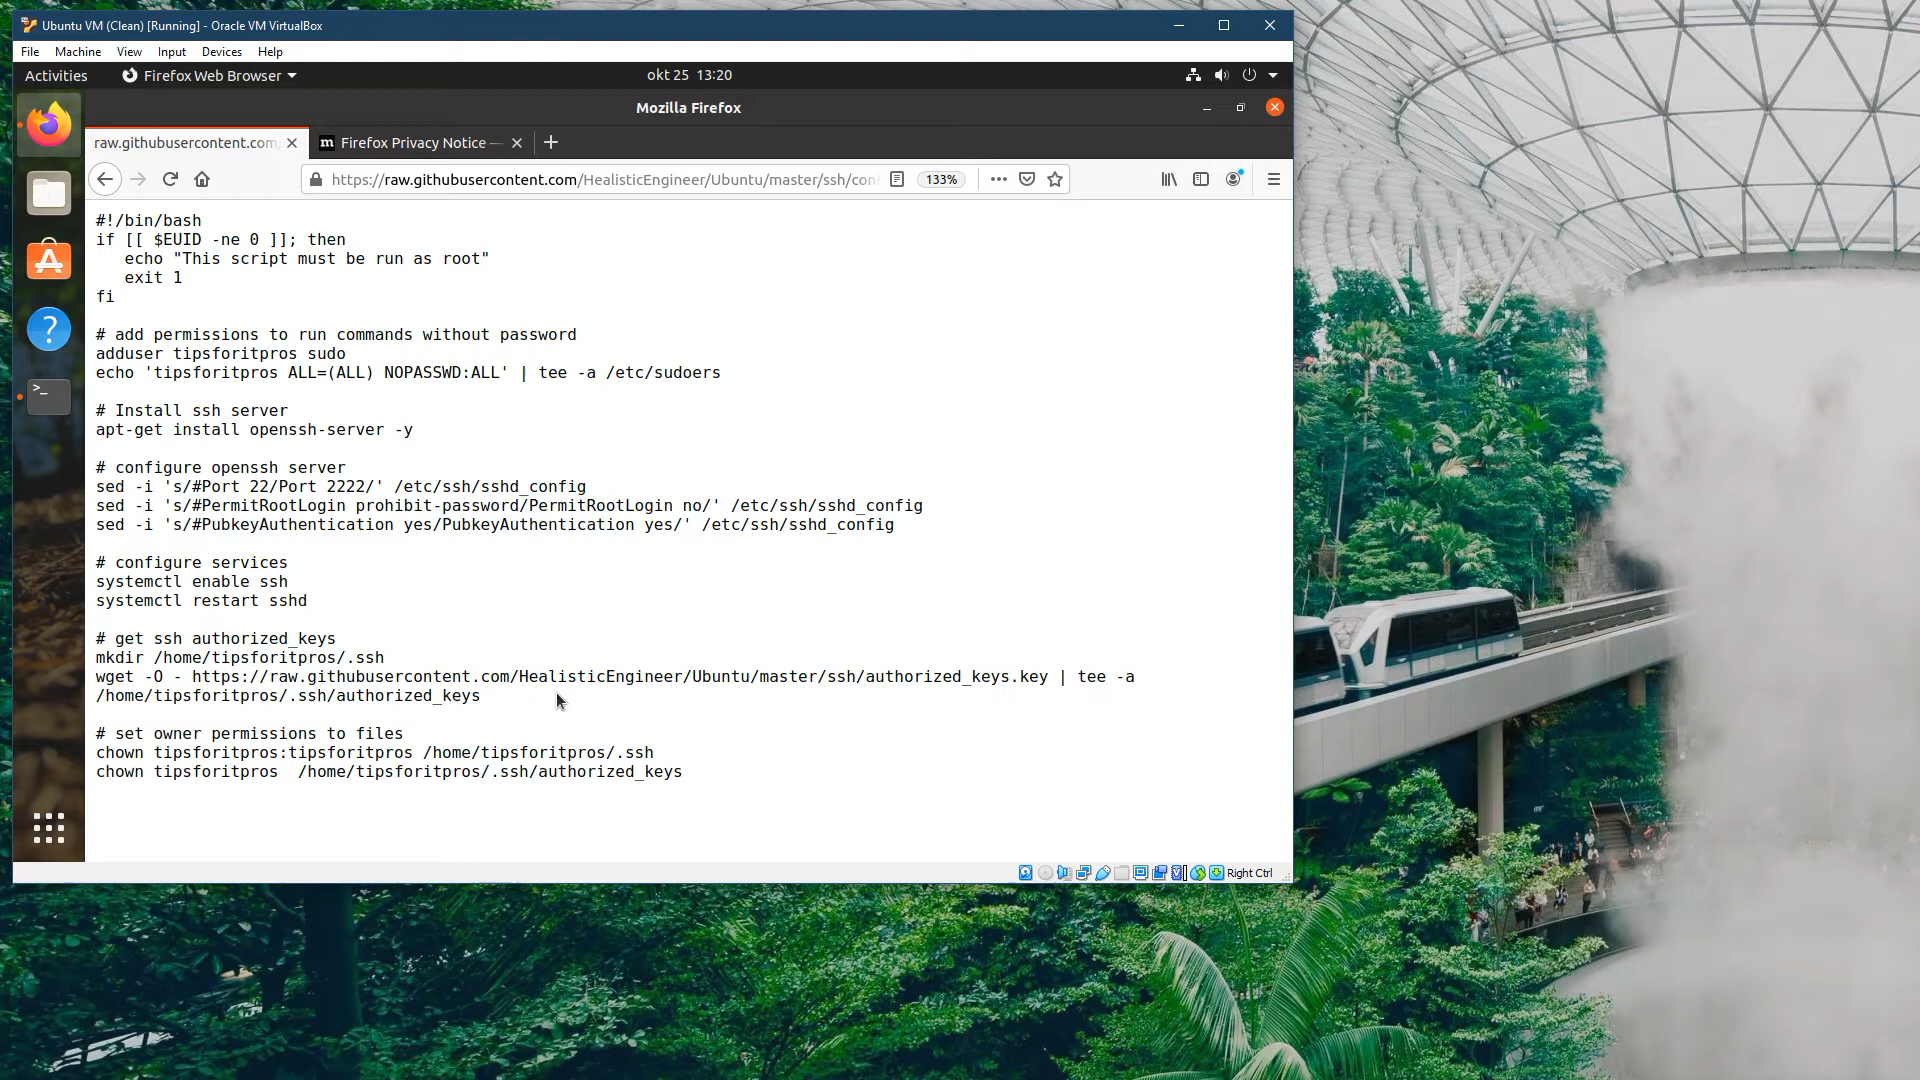 Ubuntu VM (Clean) [Running] - Oracle VM VirtualBox
File Machine View Input Devices Help
Activities Firefox Web Browser okt 25 13:20
Mozilla Firefox
raw.githubusercontent.com Firefox Privacy Notice —
https://raw.githubusercontent.com/HealisticEngineer/Ubuntu/master/ssh/con 133%
#!/bin/bash
if [[ $EUID -ne 0 ]]; then
   echo "This script must be run as root"
   exit 1
fi
# add permissions to run commands without password
adduser tipsforitpros sudo
echo 'tipsforitpros ALL=(ALL) NOPASSWD:ALL' | tee -a /etc/sudoers
# Install ssh server
apt-get install openssh-server -y
# configure openssh server
sed -i 's/#Port 22/Port 2222/' /etc/ssh/sshd_config
sed -i 's/#PermitRootLogin prohibit-password/PermitRootLogin no/' /etc/ssh/sshd_config
sed -i 's/#PubkeyAuthentication yes/PubkeyAuthentication yes/' /etc/ssh/sshd_config
# configure services
systemctl enable ssh
systemctl restart sshd
# get ssh authorized_keys
mkdir /home/tipsforitpros/.ssh
wget -O - https://raw.githubusercontent.com/HealisticEngineer/Ubuntu/master/ssh/authorized_keys.key | tee -a
/home/tipsforitpros/.ssh/authorized_keys
# set owner permissions to files
chown tipsforitpros:tipsforitpros /home/tipsforitpros/.ssh
chown tipsforitpros  /home/tipsforitpros/.ssh/authorized_keys
Right Ctrl